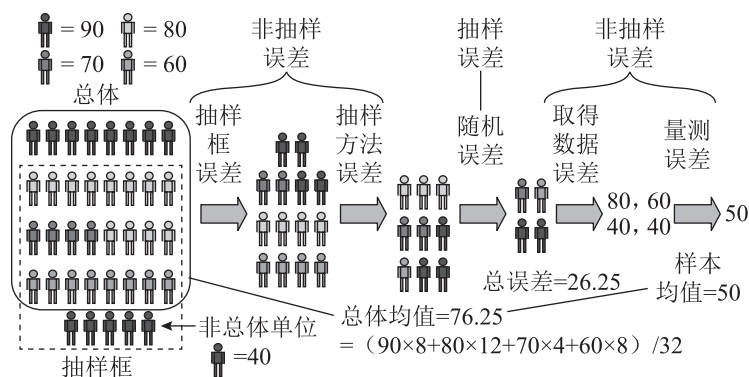 = 90 = 80
= 70 = 60
总体
非抽样
误差
抽样
误差
非抽样
误差
抽样
框
误差
抽样
方法
误差
随机
误差
取得
数据
误差
量测
误差
80，60
40，40
50
总误差=26.25
样本
均值=50
总体均值=76.25
=（90×8+80×12+70×4+60×8）/32
非总体单位
=40
抽样框